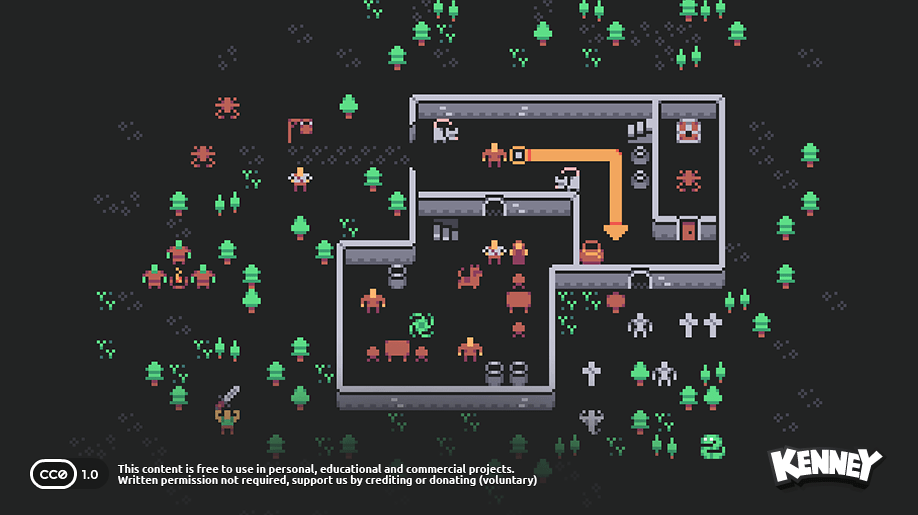 CC0 1.0
This content is free to use in personal, educational and commercial projects.
Written permission not required, support us by crediting or donating (voluntary)
KENNEY